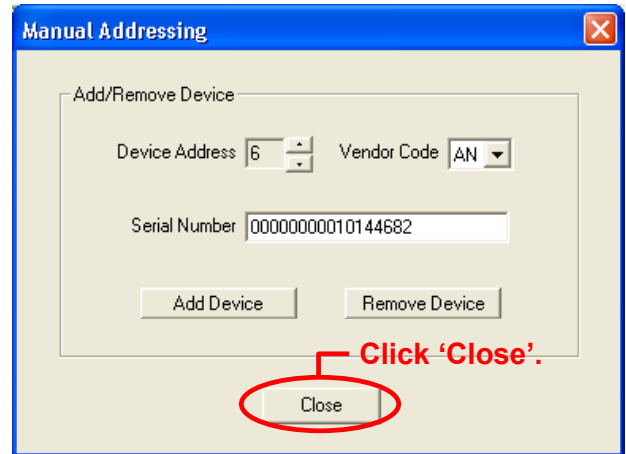 Manual Addressing
Add/Remove Device
Device Address 6 Vendor Code AN
Serial Number 00000000010144682
Add Device Remove Device
Click ‘Close’.
Close